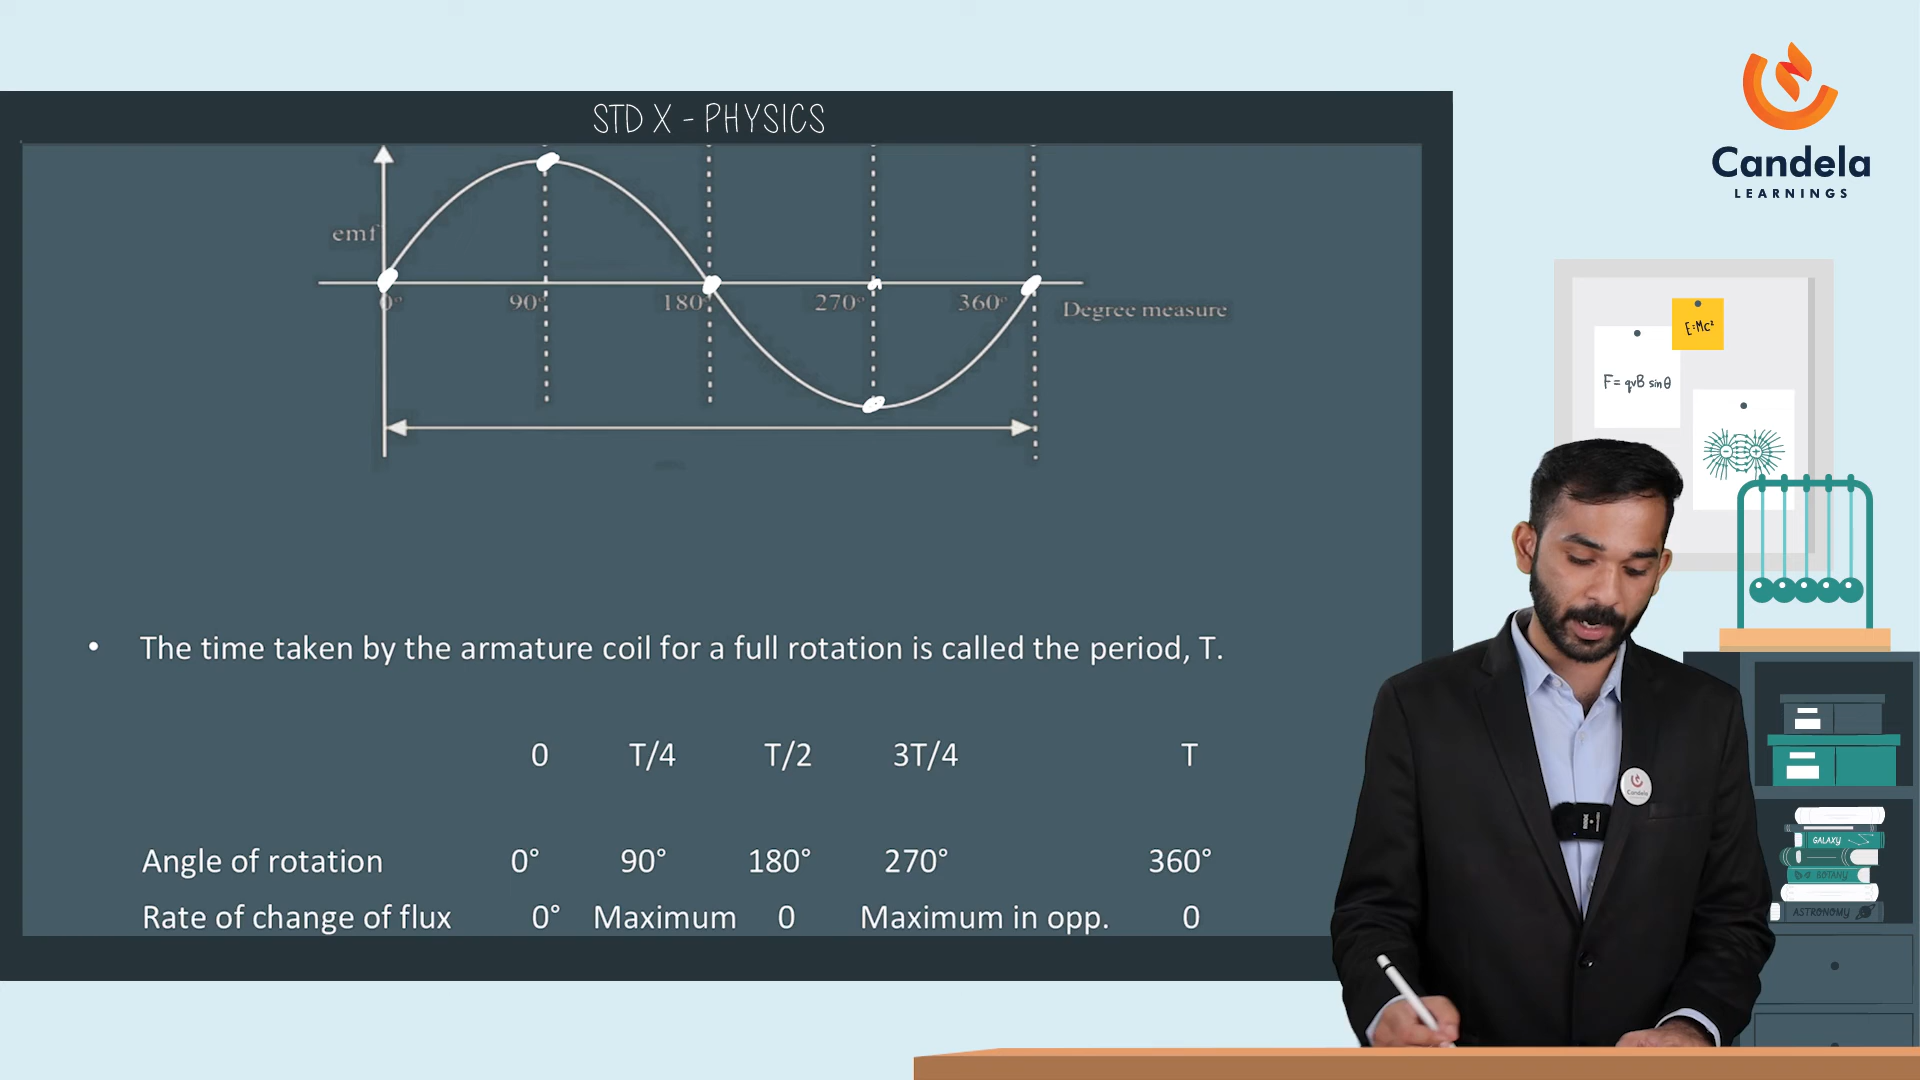 STD X - PHYSICS
Candela
LEARNINGS
emf
0° 90° 180° 270° 360° Degree measure
E=Mc²
F= qvB sinθ
• The time taken by the armature coil for a full rotation is called the period, T.
0 T/4 T/2 3T/4 T
Angle of rotation 0° 90° 180° 270° 360°
Rate of change of flux 0° Maximum 0 Maximum in opp. 0
Candela
GALAXY
BOTANY
ASTRONOMY